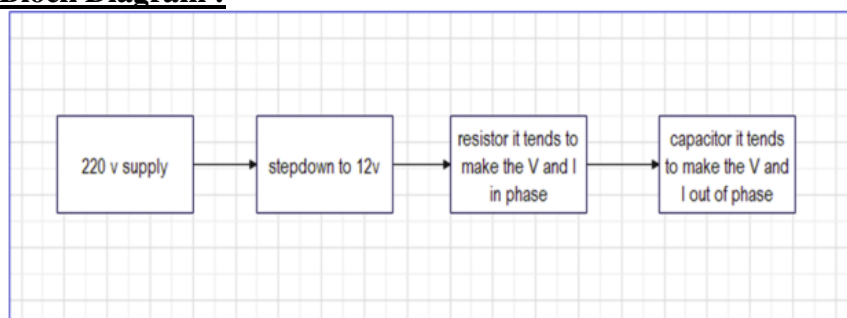 Block Diagram :
220 v supply
stepdown to 12v
resistor it tends to
make the V and I
in phase
capacitor it tends
to make the V and
I out of phase